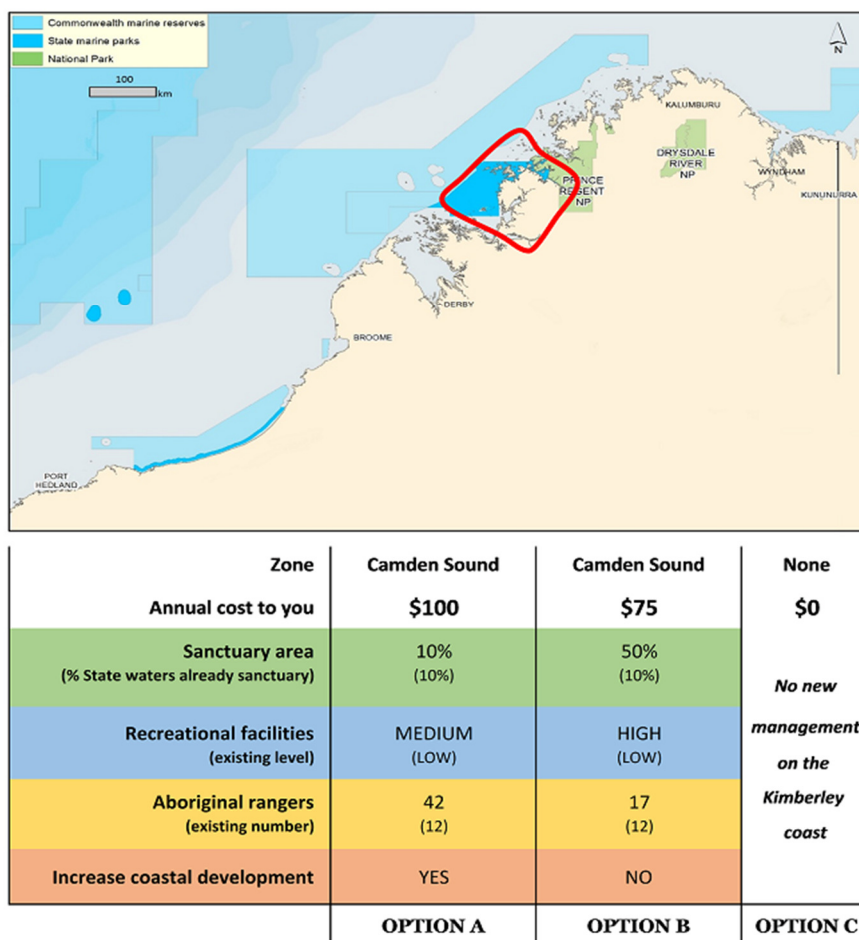 Commonwealth marine reserves
State marine parks
National Park
100
km
N
KALUMBURU
DRYSDALE
RIVER
NP
PRINCE
REGENT
NP
WYNDHAM
KUNUNURRA
DERBY
BROOME
PORT
HEDLAND
Zone Camden Sound Camden Sound None
Annual cost to you $100 $75 $0
Sanctuary area 10% 50%
(% State waters already sanctuary) (10%) (10%)
Recreational facilities MEDIUM HIGH
(existing level) (LOW) (LOW)
Aboriginal rangers 42 17
(existing number) (12) (12)
Increase coastal development YES NO
No new
management
on the
Kimberley
coast
OPTION A OPTION B OPTION C